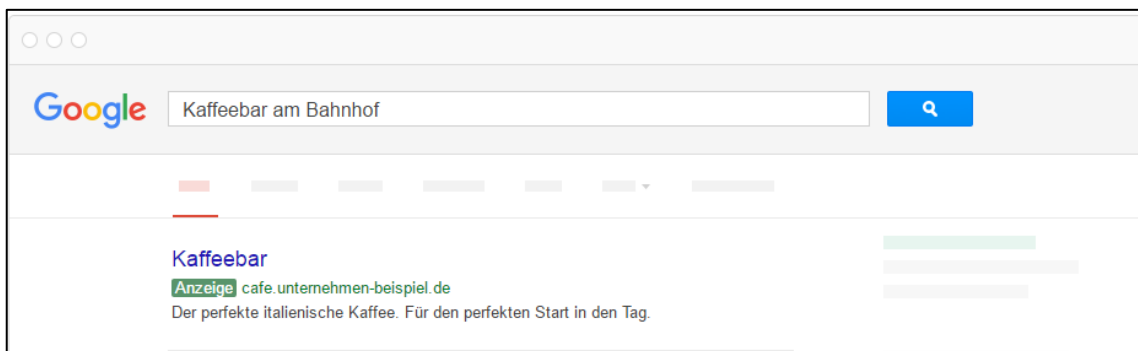 Google Kaffeebar am Bahnhof
Kaffeebar
Anzeige cafe.unternehmen-beispiel.de
Der perfekte italienische Kaffee. Für den perfekten Start in den Tag.